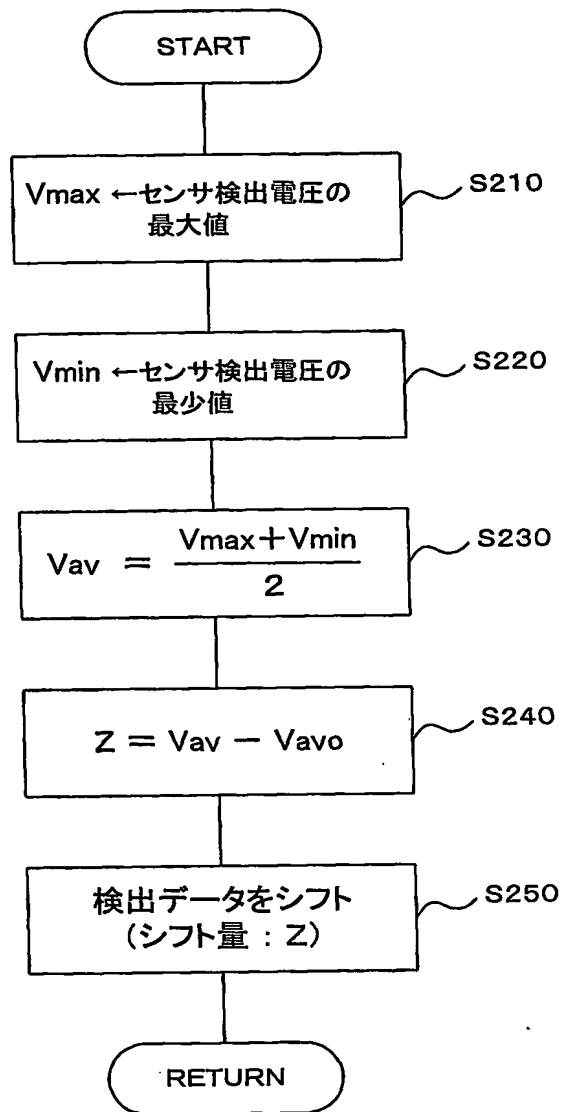 START
Vmax ←センサ検出電圧の
最大値
S210
Vmin ←センサ検出電圧の
最少値
S220
Vav = Vmax+Vmin / 2
S230
Z = Vav − Vavo
S240
検出データをシフト
(シフト量 : Z)
S250
RETURN